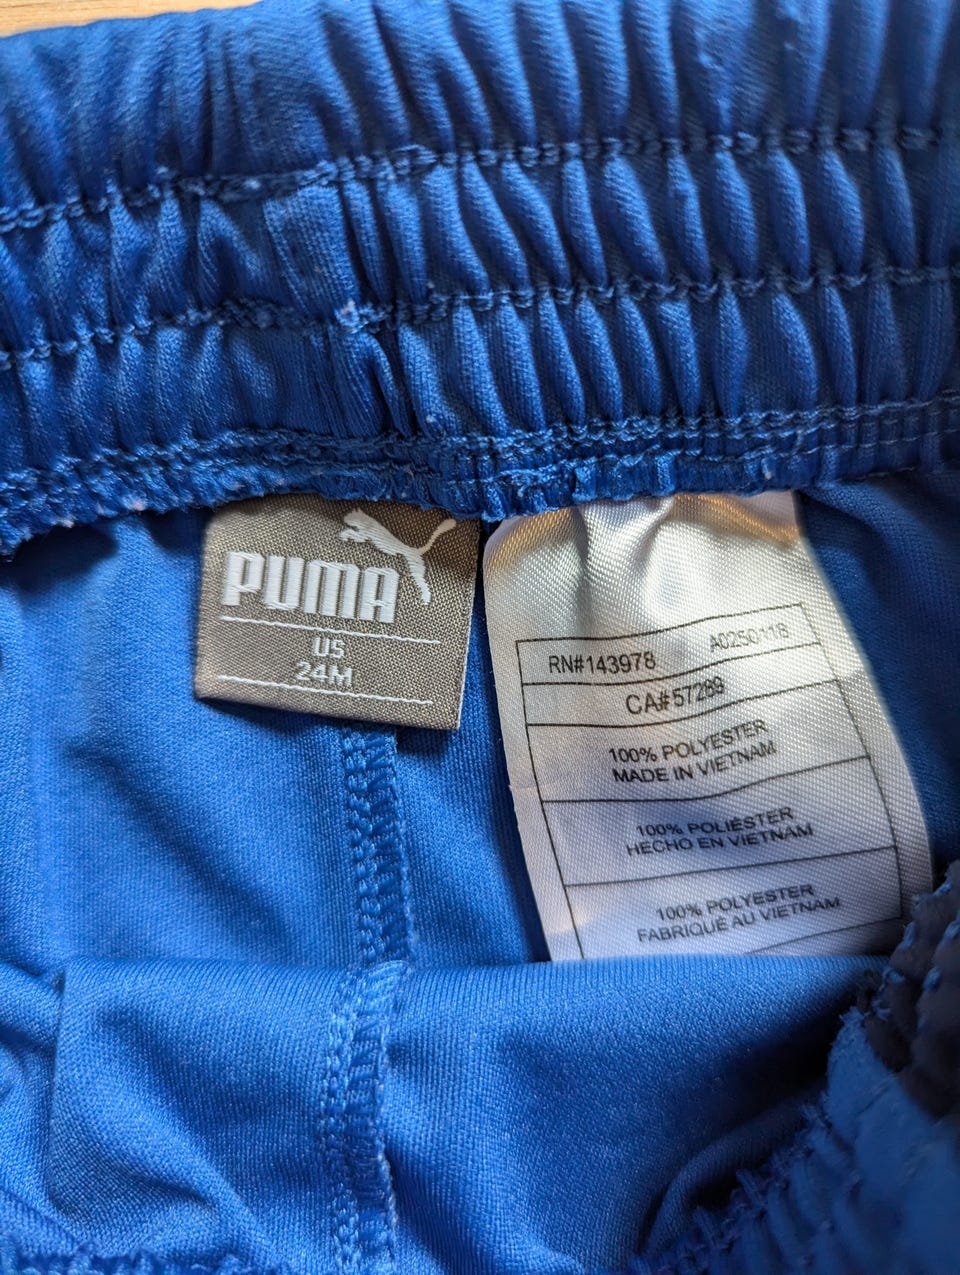 PUMA
US
24M
RN#143978 A0250118
CA#57289
100% POLYESTER
MADE IN VIETNAM
100% POLIÉSTER
HECHO EN VIETNAM
100% POLYESTER
FABRIQUÉ AU VIETNAM